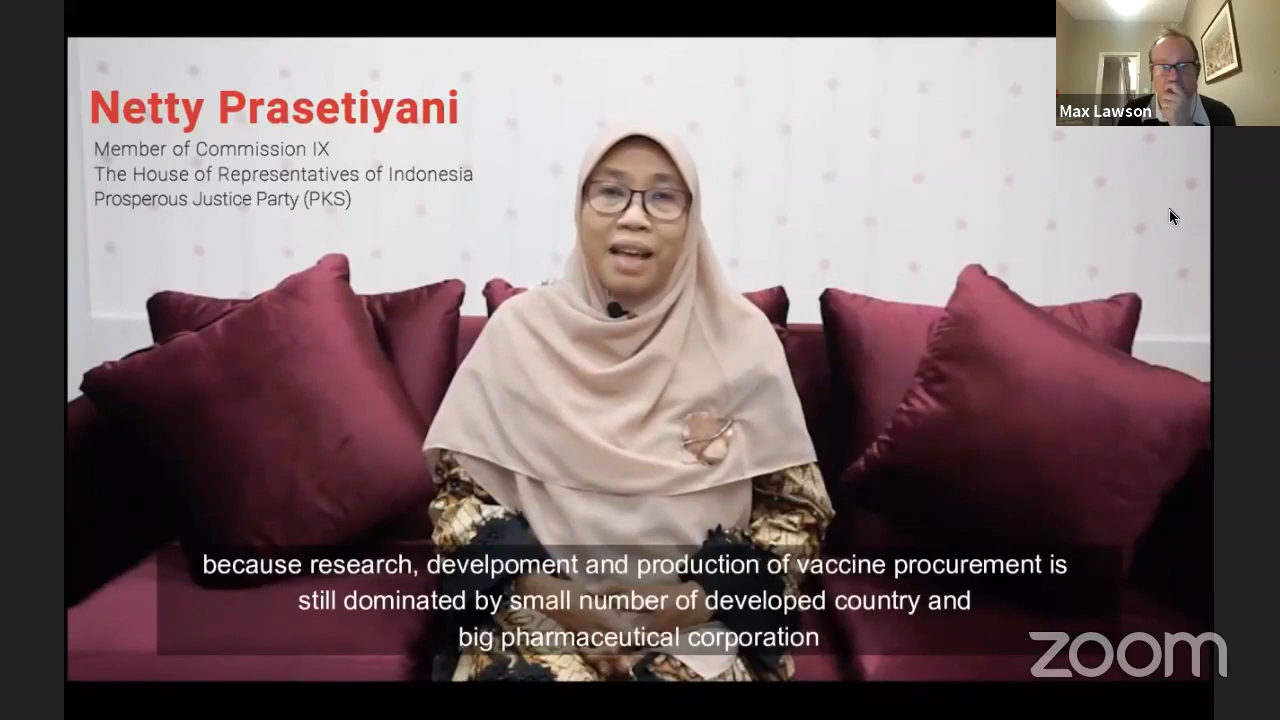 Netty Prasetiyani
Member of Commission IX
The House of Representatives of Indonesia
Prosperous Justice Party (PKS)
Max Lawson
because research, develpoment and production of vaccine procurement is
still dominated by small number of developed country and
big pharmaceutical corporation
zoom